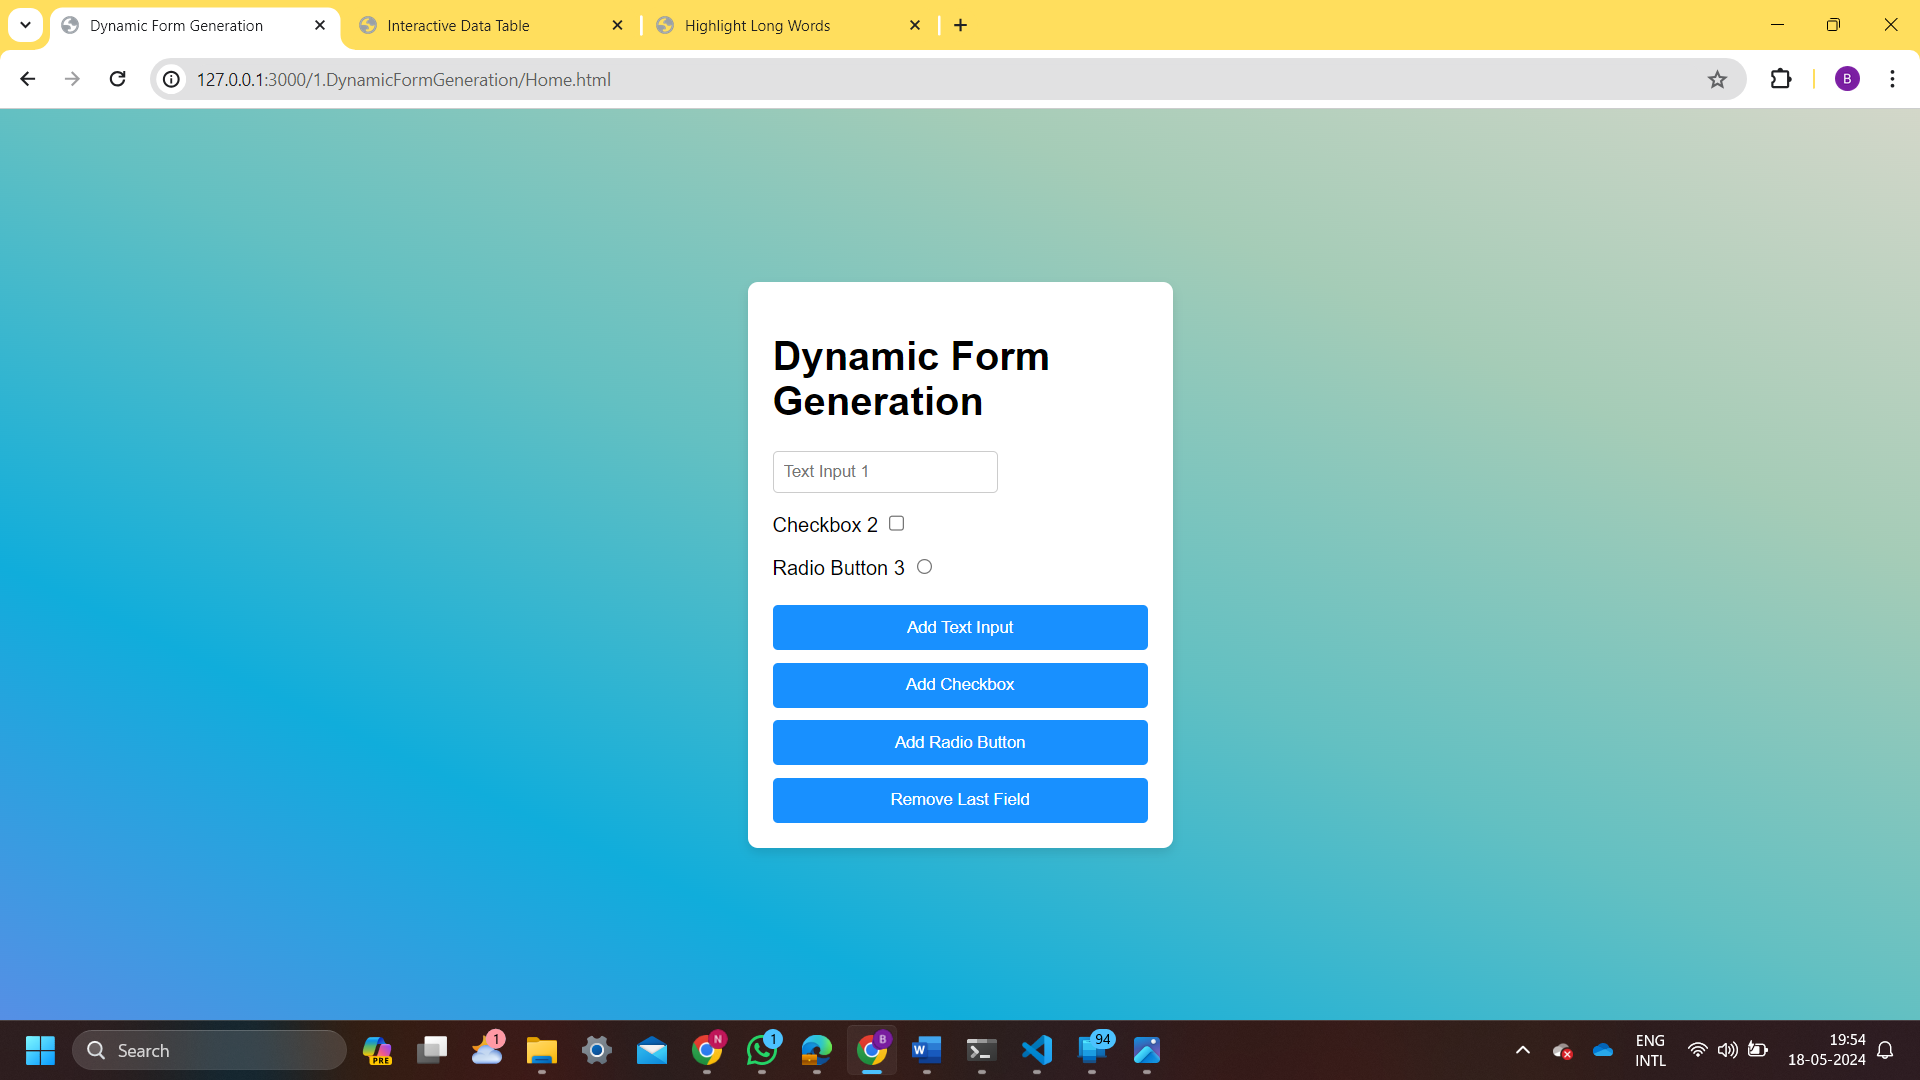 Dynamic Form Generation
Interactive Data Table
Highlight Long Words
127.0.0.1:3000/1.DynamicFormGeneration/Home.html
B
Dynamic Form
Generation
Text Input 1
Checkbox 2
Radio Button 3
Add Text Input
Add Checkbox
Add Radio Button
Remove Last Field
Search
PRE
1
N
1
B
W
94
ENG
INTL
19:54
18-05-2024